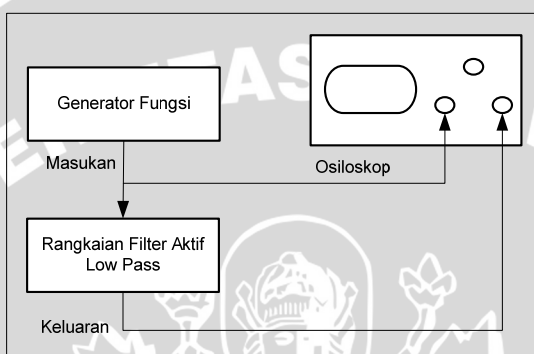 Generator Fungsi
Masukan
Osiloskop
Rangkaian Filter Aktif
Low Pass
Keluaran